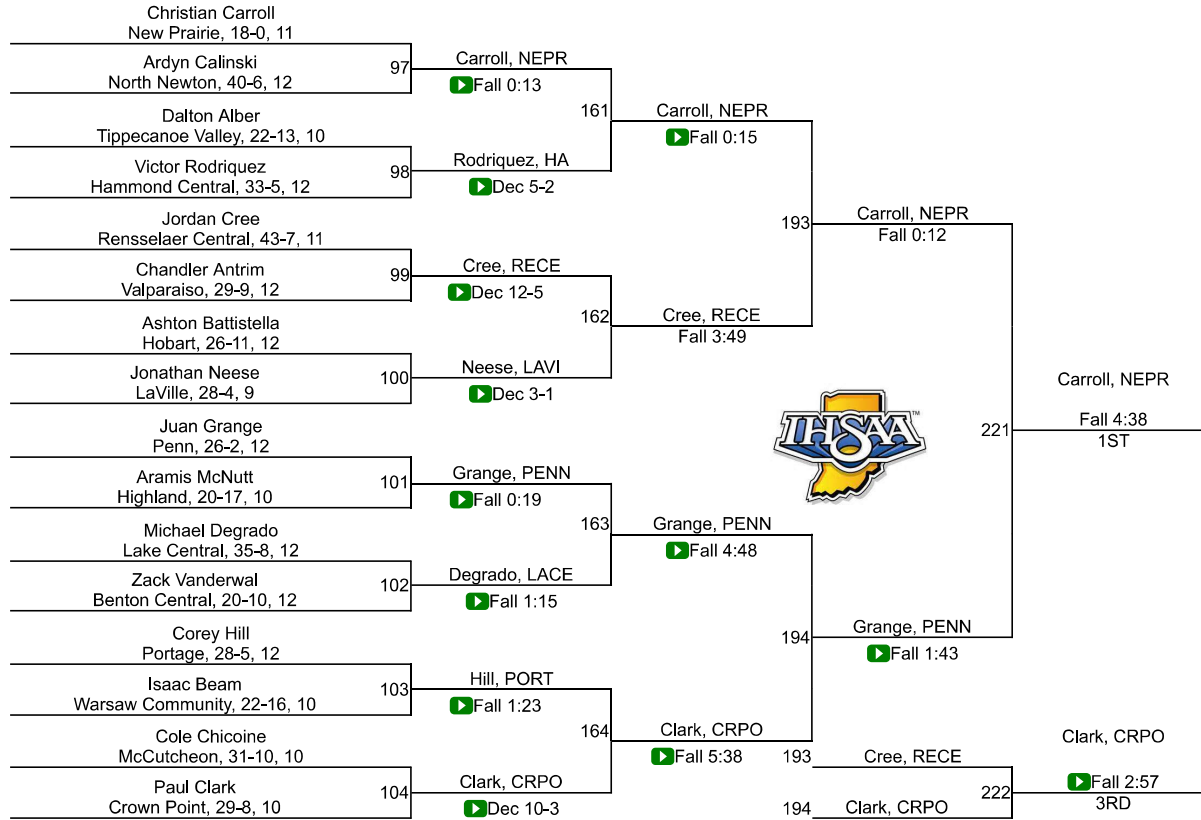 Christian Carroll
New Prairie, 18-0, 11
97
Ardyn Calinski
North Newton, 40-6, 12
Dalton Alber
Tippecanoe Valley, 22-13, 10
98
Victor Rodriquez
Hammond Central, 33-5, 12
Jordan Cree
Rensselaer Central, 43-7, 11
99
Chandler Antrim
Valparaiso, 29-9, 12
Ashton Battistella
Hobart, 26-11, 12
100
Jonathan Neese
LaVille, 28-4, 9
Juan Grange
Penn, 26-2, 12
101
Aramis McNutt
Highland, 20-17, 10
Michael Degrado
Lake Central, 35-8, 12
102
Zack Vanderwal
Benton Central, 20-10, 12
Corey Hill
Portage, 28-5, 12
103
Isaac Beam
Warsaw Community, 22-16, 10
Cole Chicoine
McCutcheon, 31-10, 10
104
Paul Clark
Crown Point, 29-8, 10
Carroll, NEPR
Fall 0:13
161
Rodriquez, HA
Dec 5-2
Cree, RECE
Dec 12-5
162
Neese, LAVI
Dec 3-1
Grange, PENN
Fall 0:19
163
Degrado, LACE
Fall 1:15
Hill, PORT
Fall 1:23
164
Clark, CRPO
Dec 10-3
Carroll, NEPR
Fall 0:15
193
Cree, RECE
Fall 3:49
Grange, PENN
Fall 4:48
194
Clark, CRPO
Fall 5:38
Carroll, NEPR
Fall 0:12
IHSAA™
221
Grange, PENN
Fall 1:43
Carroll, NEPR
Fall 4:38
1ST
193
Cree, RECE
222
194
Clark, CRPO
Clark, CRPO
Fall 2:57
3RD